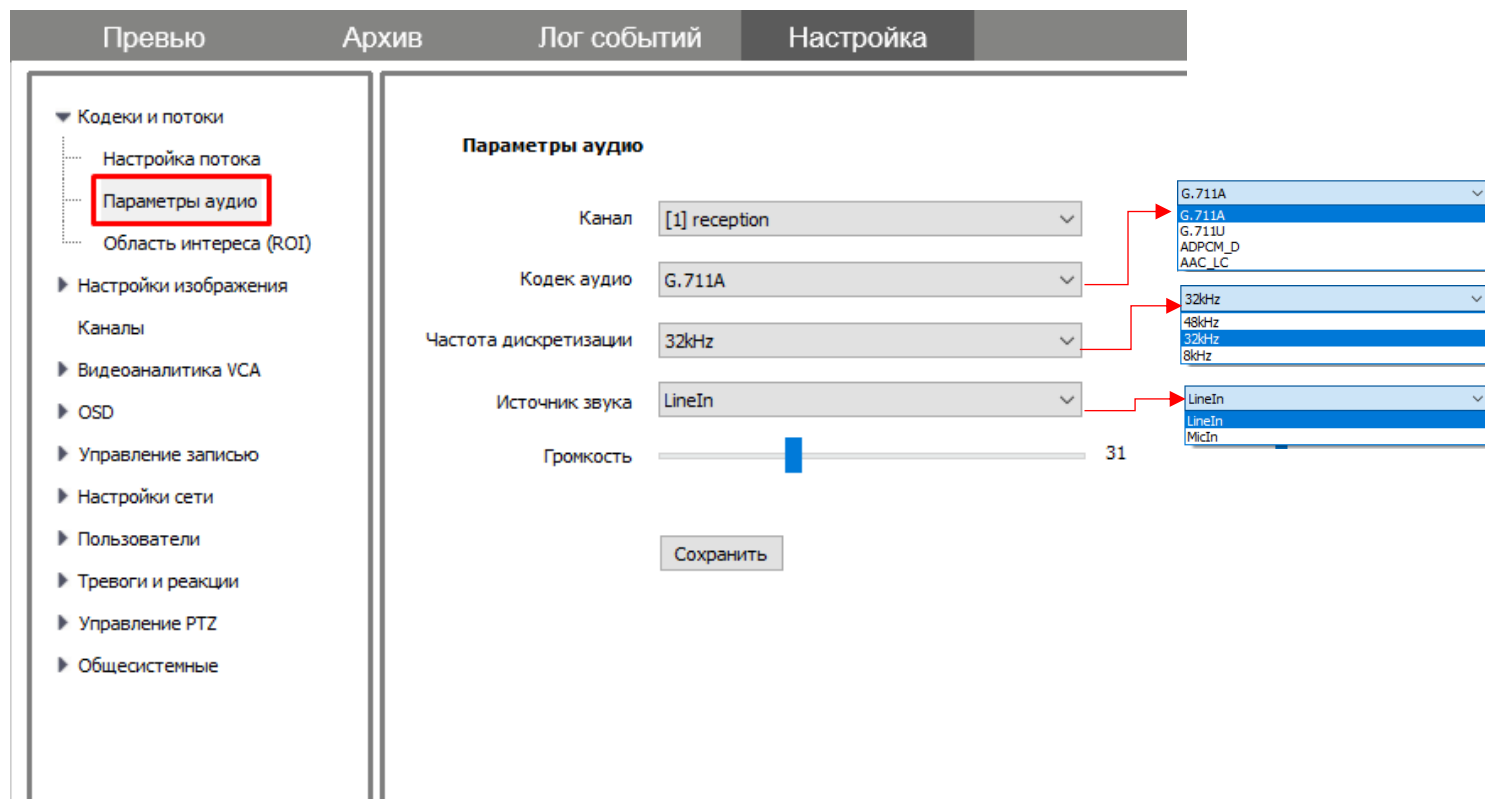 Превью Архив Лог событий Настройка
Кодеки и потоки
Настройка потока
Параметры аудио
Область интереса (ROI)
Настройки изображения
Каналы
Видеоаналитика VCA
OSD
Управление записью
Настройки сети
Пользователи
Тревоги и реакции
Управление PTZ
Общесистемные
Параметры аудио
Канал [1] reception
Кодек аудио G.711A
Частота дискретизации 32kHz
Источник звука LineIn
Громкость 31
Сохранить
G.711A
G.711A
G.711U
ADPCM_D
AAC_LC
32kHz
48kHz
32kHz
8kHz
LineIn
LineIn
MicIn